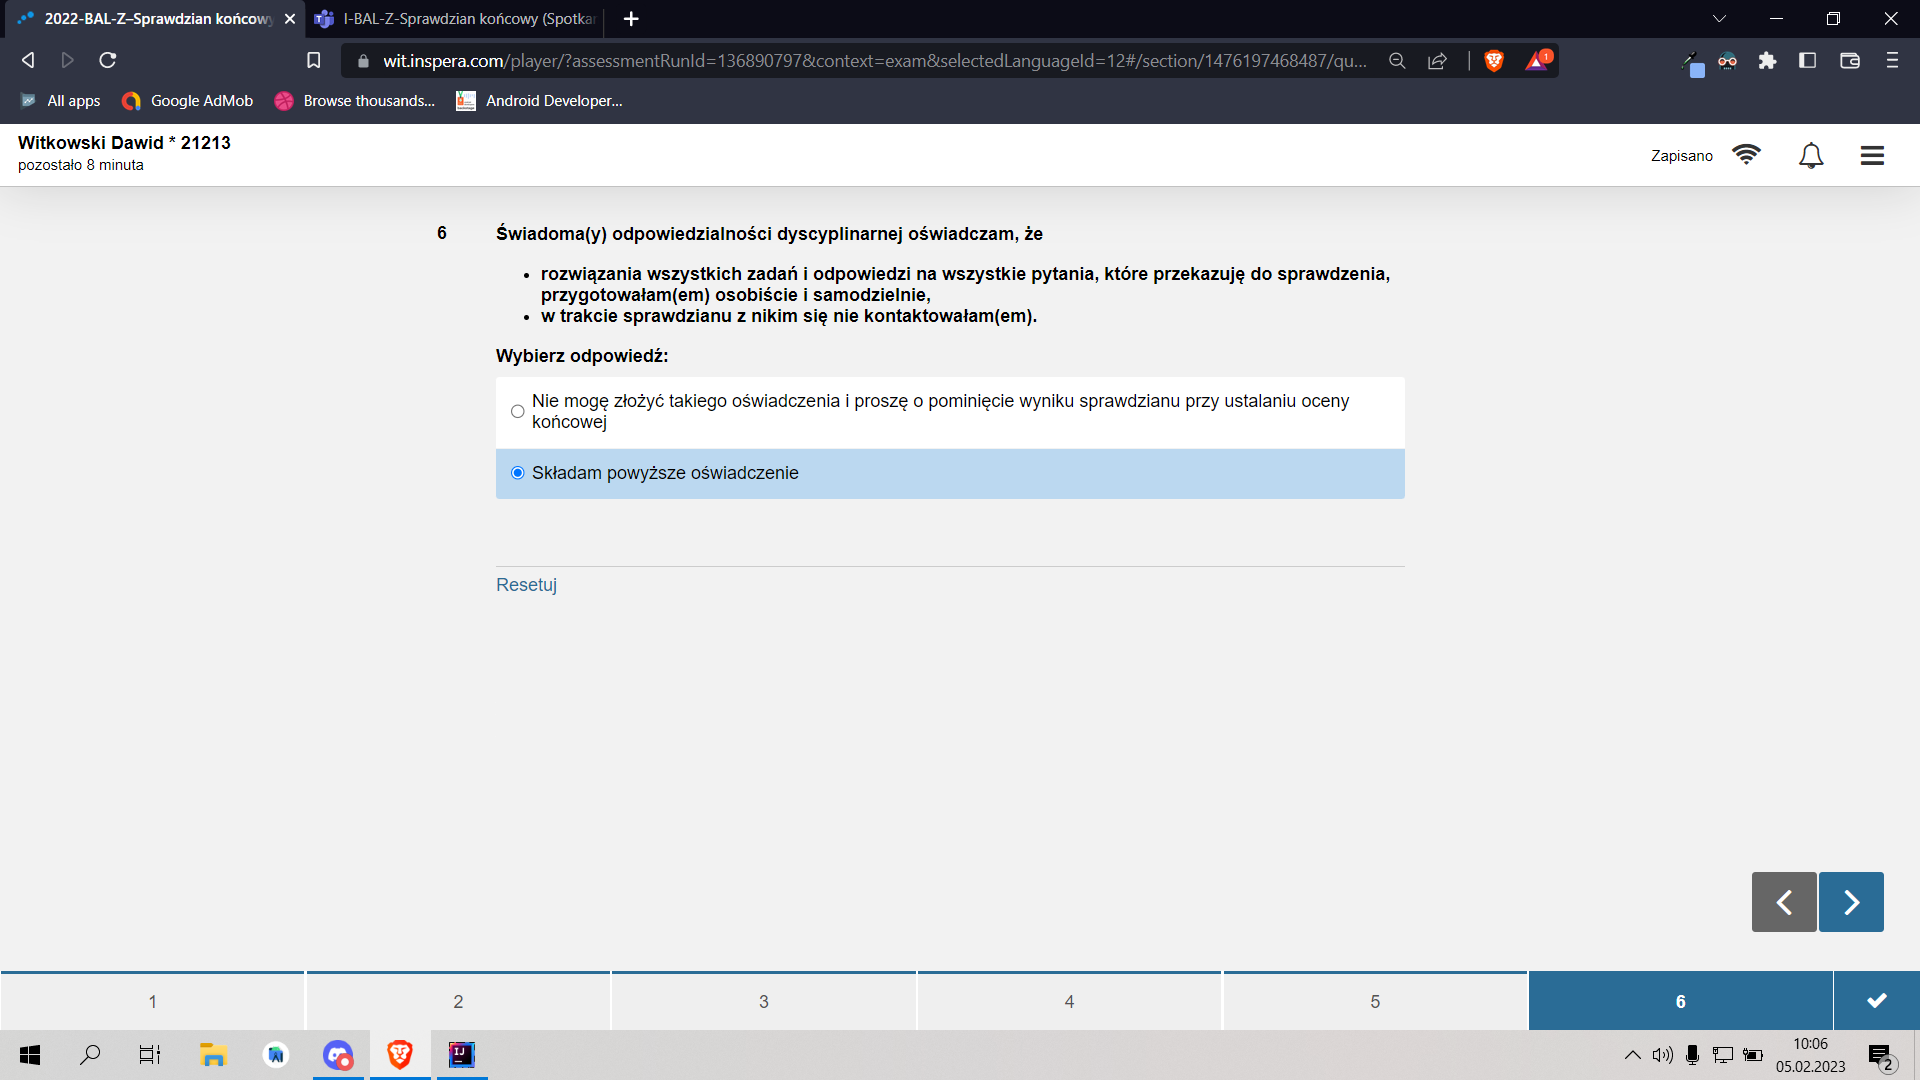 2022-BAL-Z–Sprawdzian końcowy
I-BAL-Z-Sprawdzian końcowy (Spotka
wit.inspera.com/player/?assessmentRunId=136890797&context=exam&selectedLanguageId=12#/section/1476197468487/qu...
1
All apps
Google AdMob
Browse thousands...
Android Developer...
Witkowski Dawid * 21213
pozostało 8 minuta
Zapisano
6
Świadoma(y) odpowiedzialności dyscyplinarnej oświadczam, że
• rozwiązania wszystkich zadań i odpowiedzi na wszystkie pytania, które przekazuję do sprawdzenia,
przygotowałam(em) osobiście i samodzielnie,
• w trakcie sprawdzianu z nikim się nie kontaktowałam(em).
Wybierz odpowiedź:
Nie mogę złożyć takiego oświadczenia i proszę o pominięcie wyniku sprawdzianu przy ustalaniu oceny
końcowej
Składam powyższe oświadczenie
Resetuj
1
2
3
4
5
6
IJ
10:06
05.02.2023
2